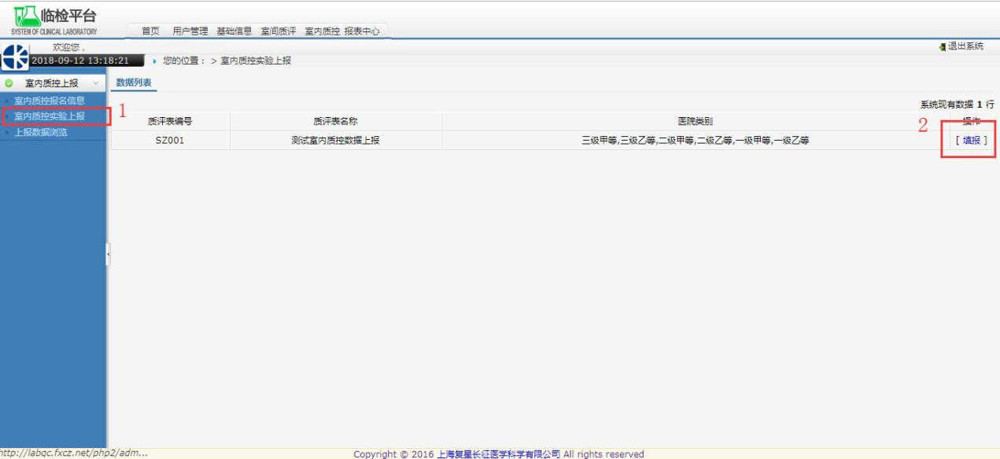 临检平台
SYSTEM OF CLINICAL LABORATORY
首页 用户管理 基础信息 室间质评 室内质控 报表中心
欢迎您，
退出系统
2018-09-12 13:18:21
您的位置： > 室内质控实验上报
室内质控上报
数据列表
室内质控报名信息
系统现有数据 1 行
室内质控实验上报
1
质评表编号 质评表名称 医院类别 操作
2
上报数据浏览
SZ001 测试室内质控数据上报 三级甲等,三级乙等,二级甲等,二级乙等,一级甲等,一级乙等 [ 填报 ]
http://labqc.fxcz.net/php2/adm...
Copyright © 2016 上海复星长征医学科学有限公司 All rights reserved